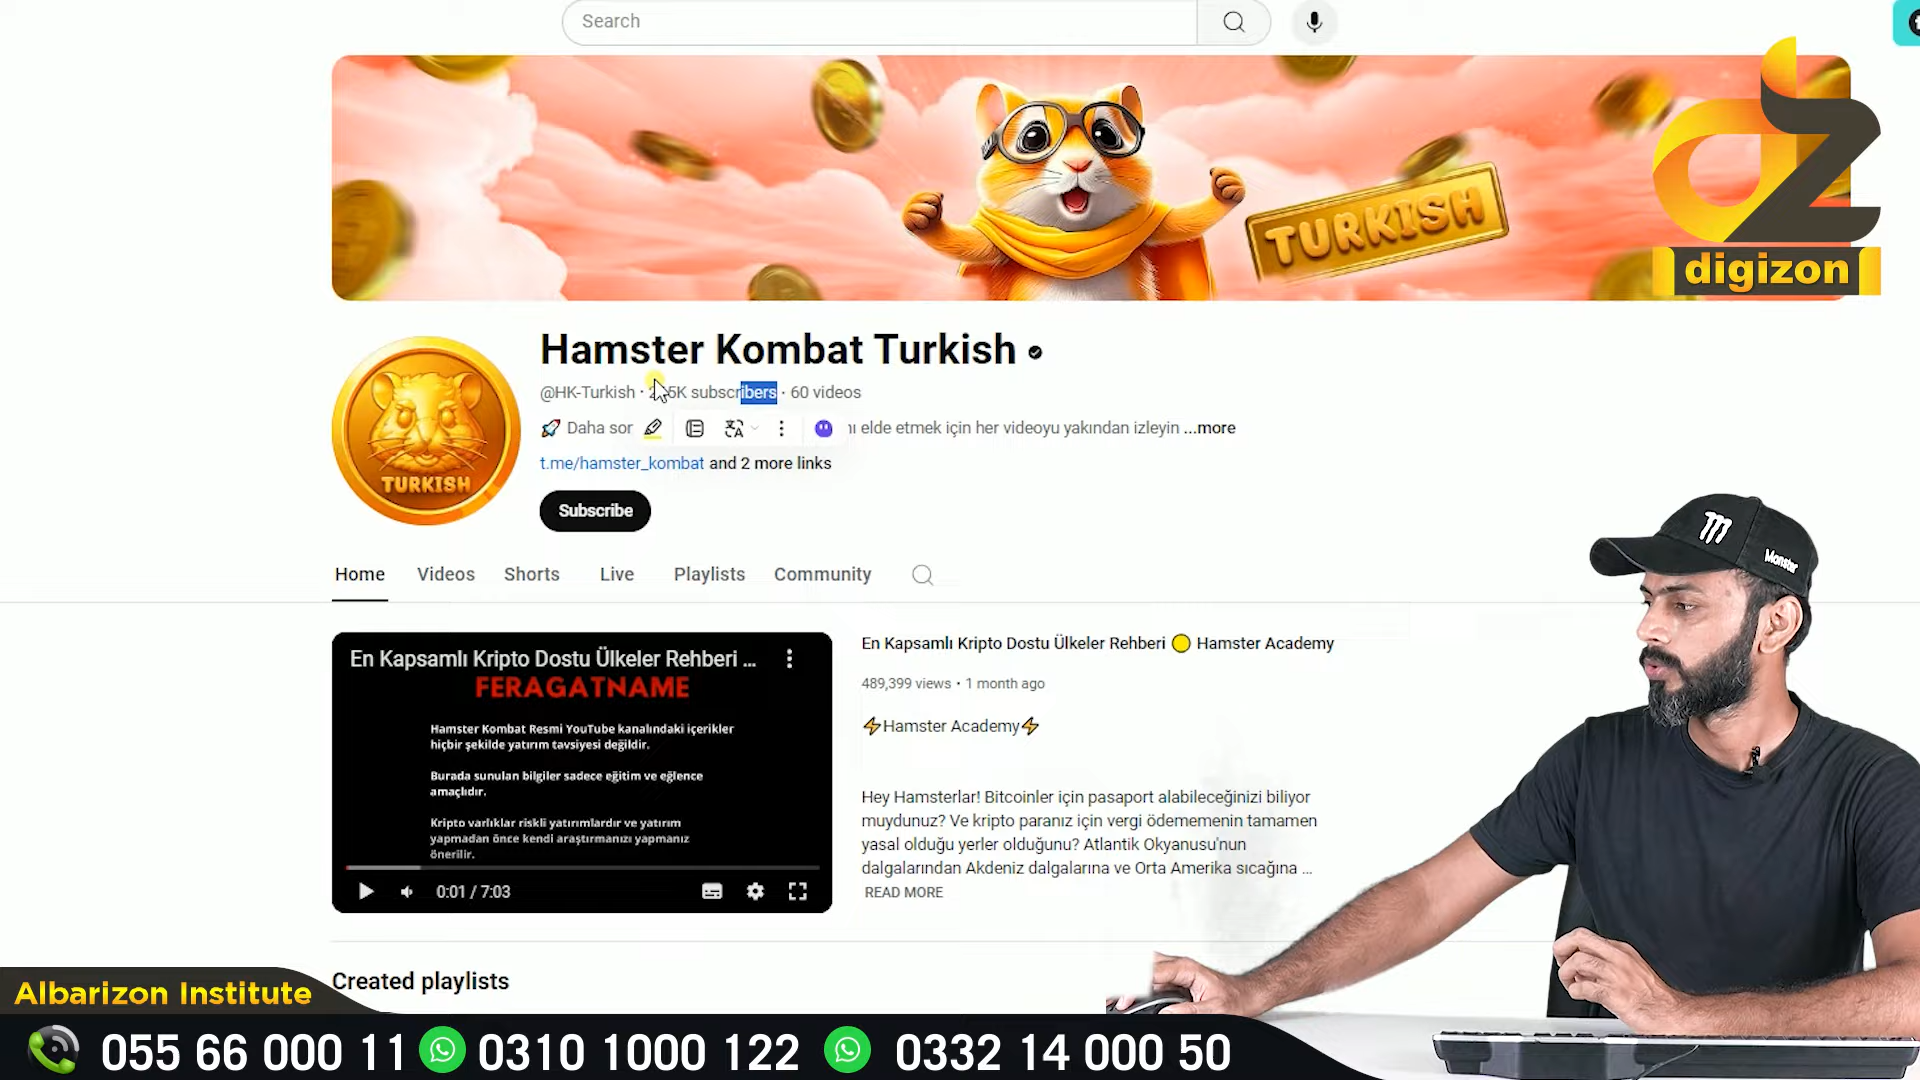 Search
TURKISH
digizon
Hamster Kombat Turkish
@HK-Turkish · 5K subscribers · 60 videos
Daha sor elde etmek için her videoyu yakından izleyin ...more
t.me/hamster_kombat and 2 more links
TURKISH
Subscribe
Home Videos Shorts Live Playlists Community
En Kapsamlı Kripto Dostu Ülkeler Rehberi ...
FERAGATNAME
Hamster Kombat Resmi YouTube kanalındaki içerikler
hiçbir şekilde yatırım tavsiyesi değildir.
Burada sunulan bilgiler sadece eğitim ve eğlence
amaçlıdır.
Kripto varlıklar riskli yatırımlardır ve yatırım
yapmadan önce kendi araştırmanızı yapmanız
önerilir.
0:01 / 7:03
En Kapsamlı Kripto Dostu Ülkeler Rehberi 🟡 Hamster Academy
489,399 views • 1 month ago
⚡Hamster Academy⚡
Hey Hamsterlar! Bitcoinler için pasaport alabileceğinizi biliyor
muydunuz? Ve kripto paranız için vergi ödememenin tamamen
yasal olduğu yerler olduğunu? Atlantik Okyanusu'nun
dalgalarından Akdeniz dalgalarına ve Orta Amerika sıcağına ...
READ MORE
Monster
Created playlists
Albarizon Institute
055 66 000 11 0310 1000 122 0332 14 000 50